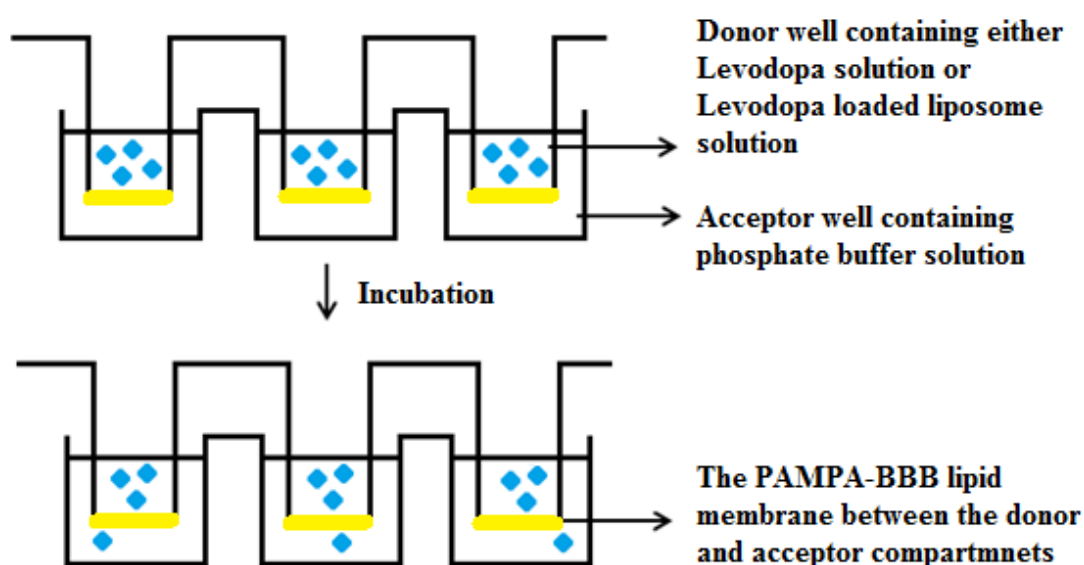 Donor well containing either
Levodopa solution or
Levodopa loaded liposome
solution
Acceptor well containing
phosphate buffer solution
Incubation
The PAMPA-BBB lipid
membrane between the donor
and acceptor compartmnets